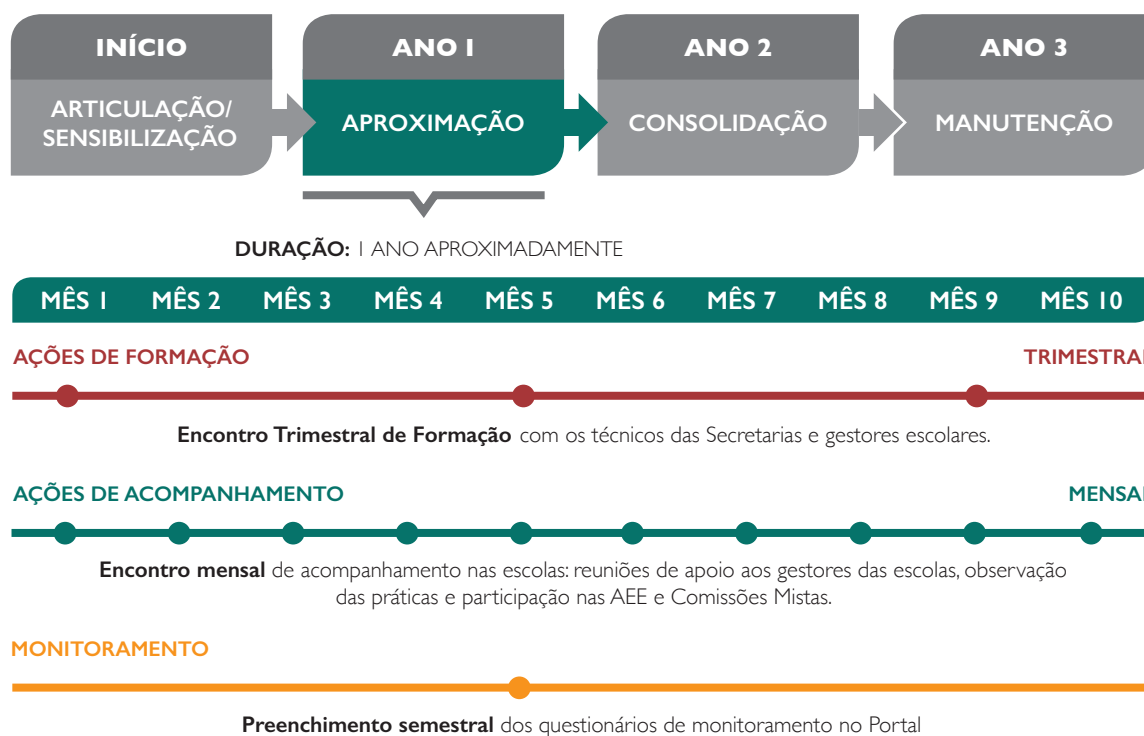 INÍCIO
ARTICULAÇÃO/
SENSIBILIZAÇÃO
ANO 1
APROXIMAÇÃO
ANO 2
CONSOLIDAÇÃO
ANO 3
MANUTENÇÃO
DURAÇÃO: 1 ANO APROXIMADAMENTE
MÊS 1 MÊS 2 MÊS 3 MÊS 4 MÊS 5 MÊS 6 MÊS 7 MÊS 8 MÊS 9 MÊS 10
AÇÕES DE FORMAÇÃO TRIMESTRAL
Encontro Trimestral de Formação com os técnicos das Secretarias e gestores escolares.
AÇÕES DE ACOMPANHAMENTO MENSAL
Encontro mensal de acompanhamento nas escolas: reuniões de apoio aos gestores das escolas, observação
das práticas e participação nas AEE e Comissões Mistas.
MONITORAMENTO
Preenchimento semestral dos questionários de monitoramento no Portal